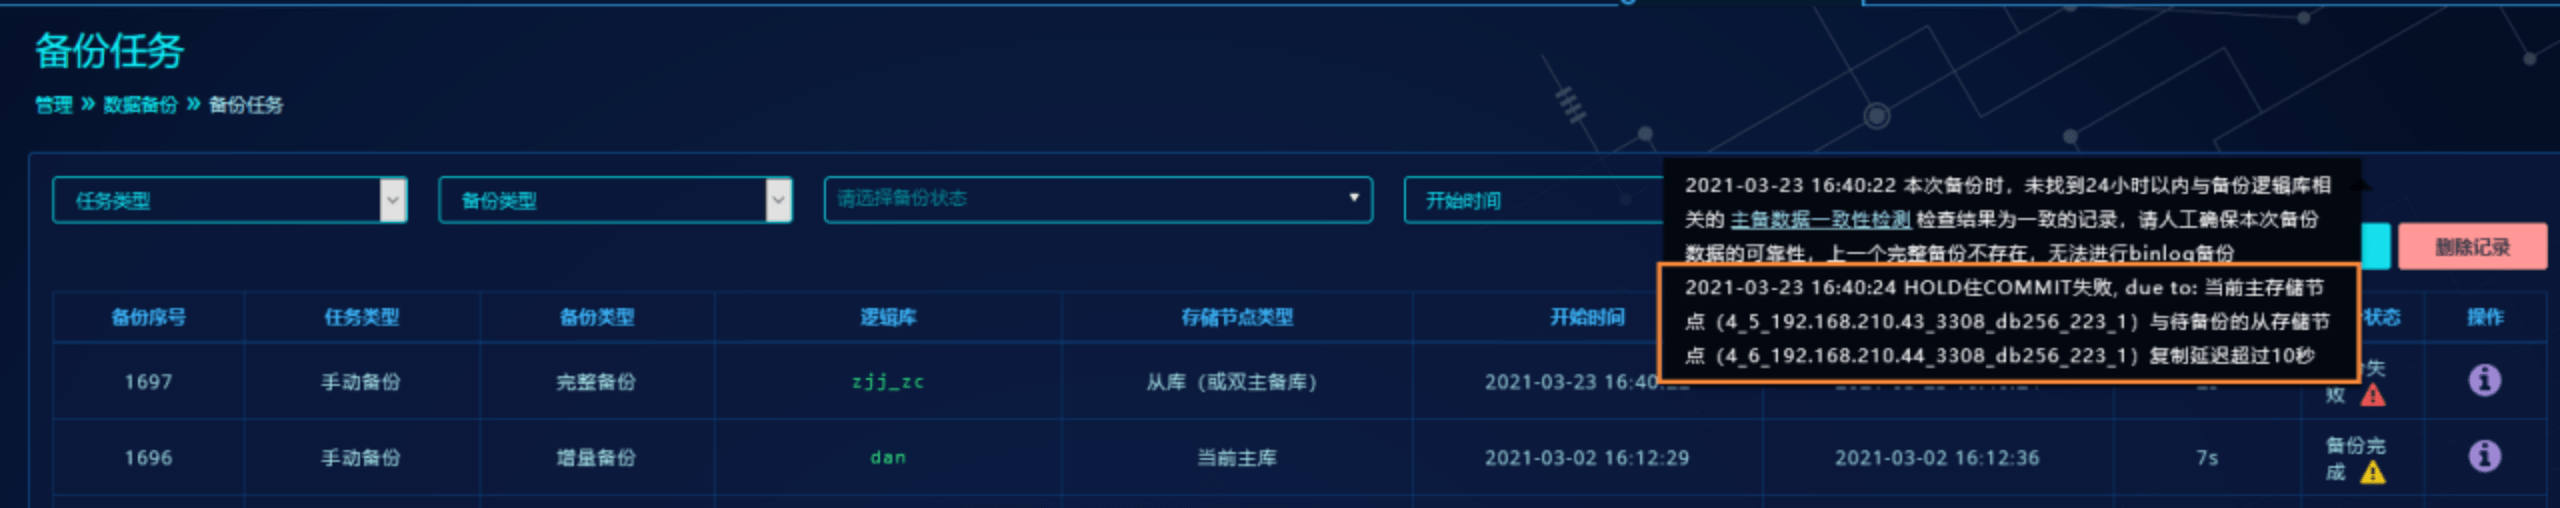 备份任务
管理 » 数据备份 » 备份任务
任务类型
备份类型
请选择备份状态
开始时间
2021-03-23 16:40:22 本次备份时，未找到24小时以内与备份逻辑库相
关的 主备数据一致性检测 检查结果为一致的记录，请人工确保本次备份
数据的可靠性，上一个完整备份不存在，无法进行binlog备份
2021-03-23 16:40:24 HOLD住COMMIT失败, due to: 当前主存储节
点（4_5_192.168.210.43_3308_db256_223_1）与待备份的从存储节
点（4_6_192.168.210.44_3308_db256_223_1）复制延迟超过10秒
删除记录
备份序号 任务类型 备份类型 逻辑库 存储节点类型 开始时间 状态 操作
1697 手动备份 完整备份 zjj_zc 从库（或双主备库） 2021-03-23 16:40 失
败
1696 手动备份 增量备份 dan 当前主库 2021-03-02 16:12:29 2021-03-02 16:12:36 7s 备份完
成